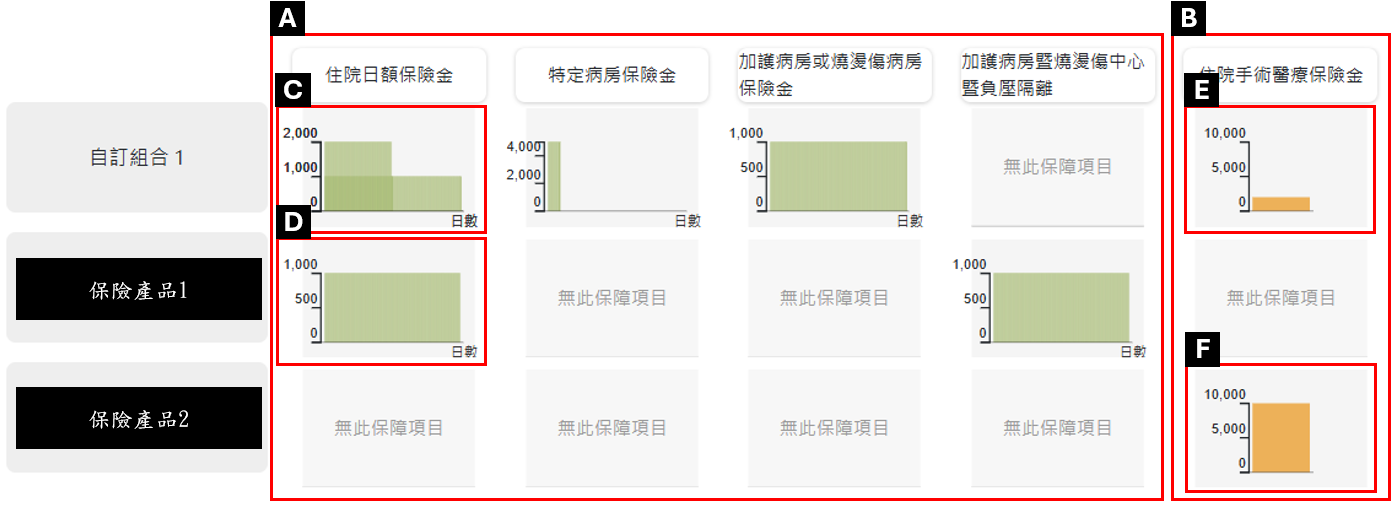 A
B
住院日額保險金
特定病房保險金
加護病房或燒燙傷病房
保險金
加護病房暨燒燙傷中心
暨負壓隔離
住院手術醫療保險金
自訂組合 1
C
2,000
1,000
0
日數
4,000
2,000
0
日數
1,000
500
0
無此保障項目
E
10,000
5,000
0
保險產品1
D
1,000
500
0
日數
無此保障項目
無此保障項目
1,000
500
0
日數
無此保障項目
保險產品2
無此保障項目
無此保障項目
無此保障項目
無此保障項目
F
10,000
5,000
0